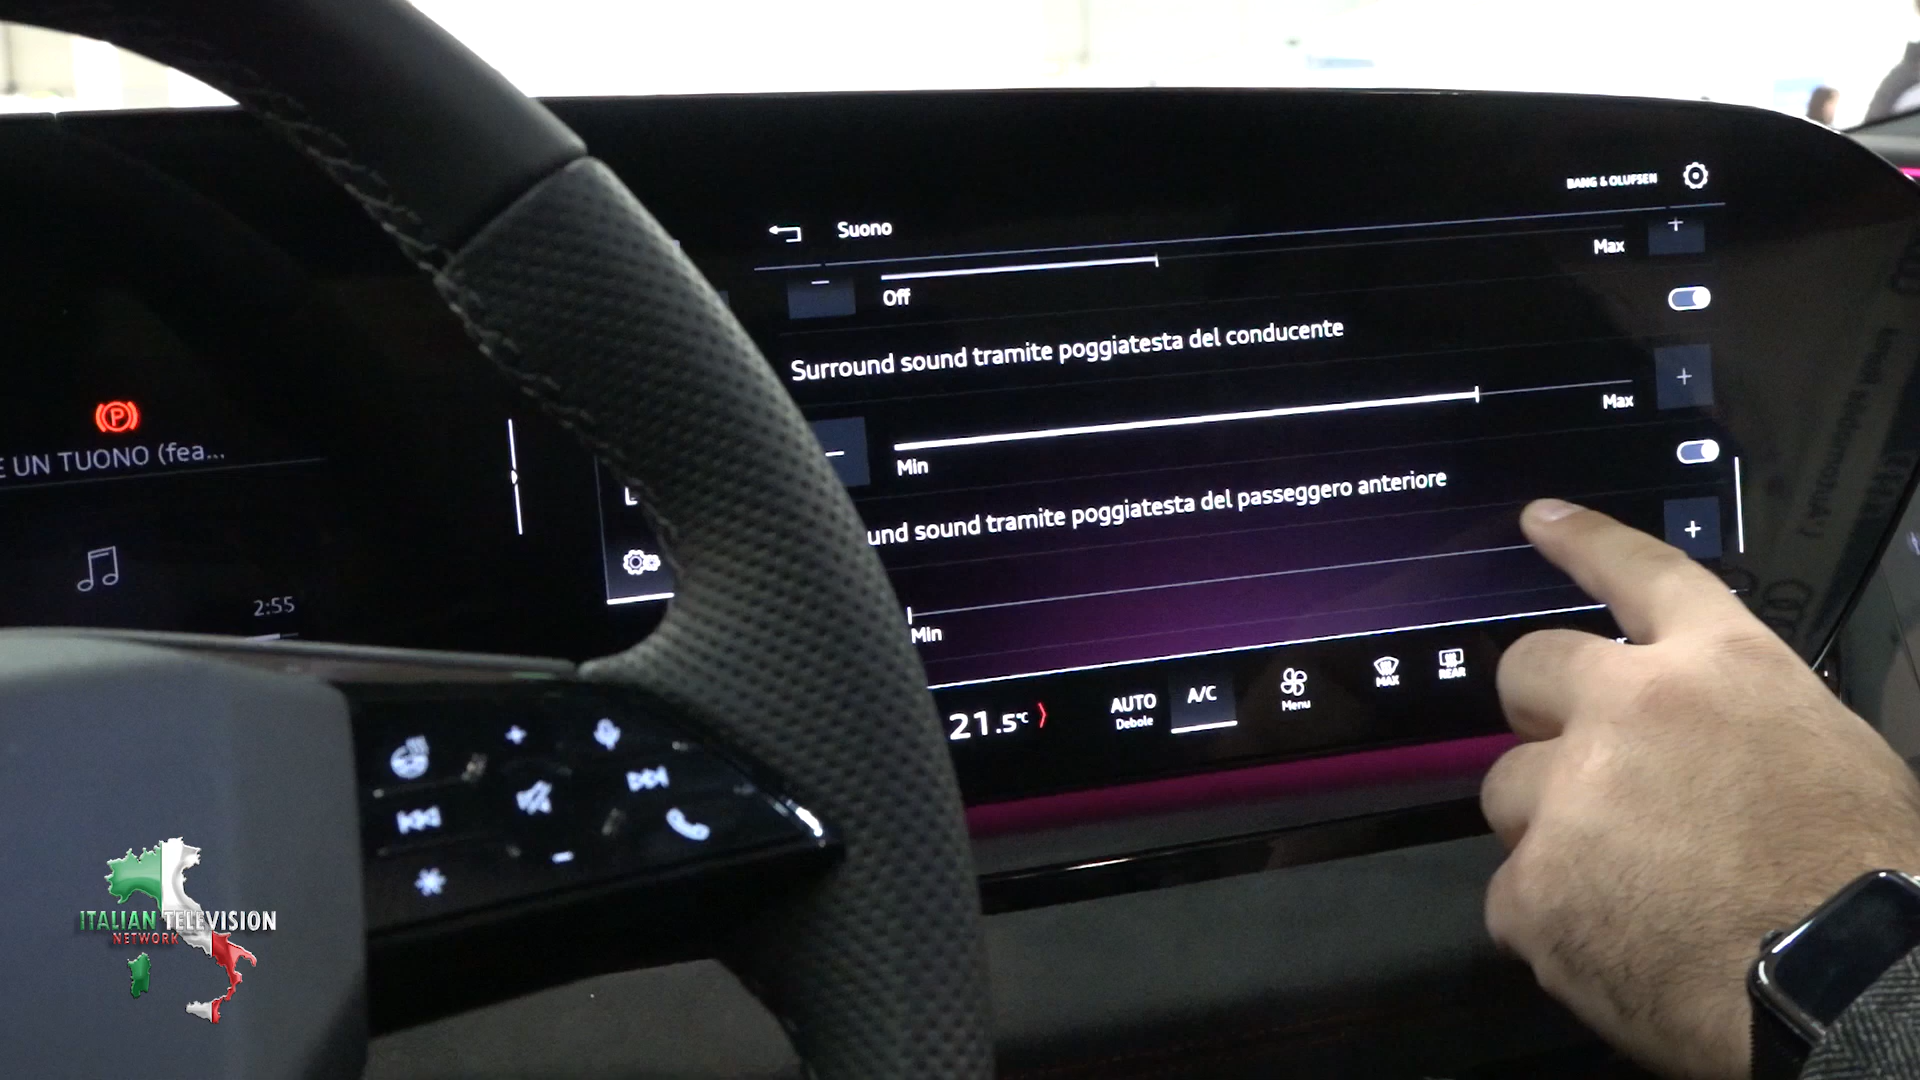 BANG & OLUFSEN
Suono
Max
Off
Surround sound tramite poggiatesta del conducente
Max
Min
und sound tramite poggiatesta del passeggero anteriore
Min
21.5°C
AUTO
Debole
A/C
Menu
MAX
REAR
P
E UN TUONO (fea...
2:55
ITALIAN TELEVISION
NETWORK